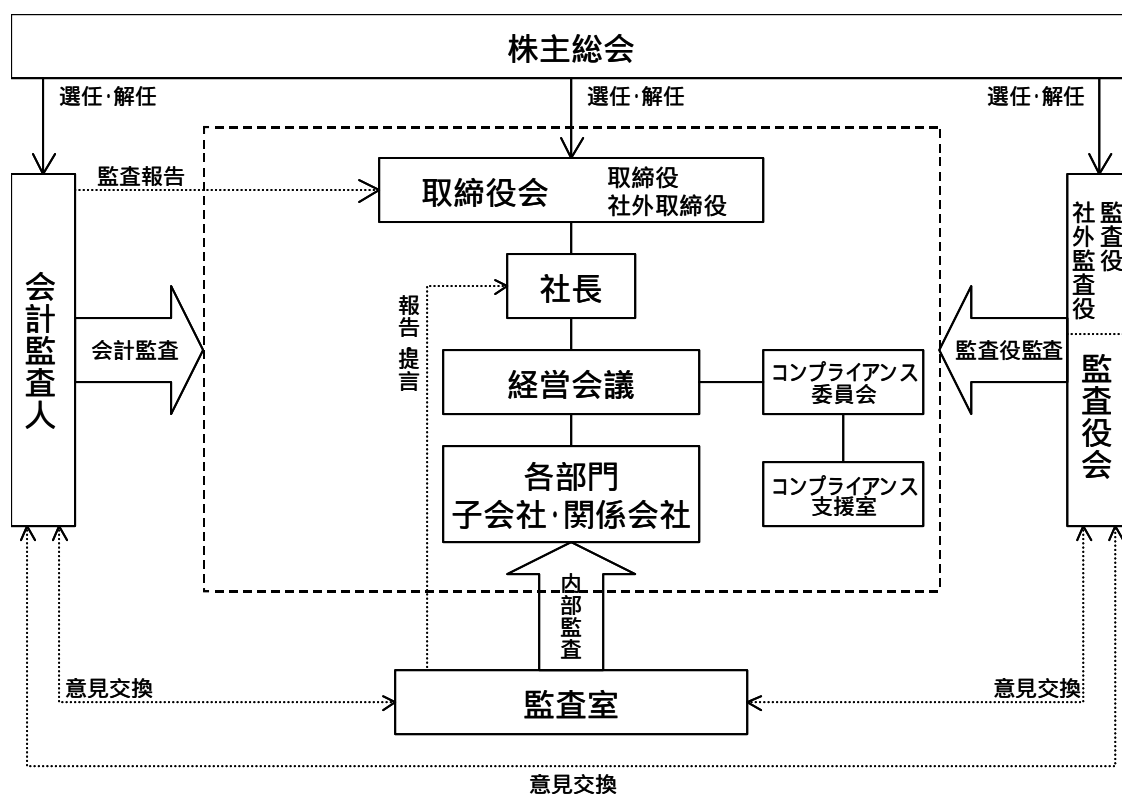 株主総会
選任・解任
選任・解任
選任・解任
監査報告
取締役会
取締役
社外取締役
監査役
社外監査役
監査役会
会計監査人
社長
報告・提言
会計監査
経営会議
コンプライアンス
委員会
監査役監査
各部門
子会社・関係会社
コンプライアンス
支援室
内部監査
監査室
意見交換
意見交換
意見交換